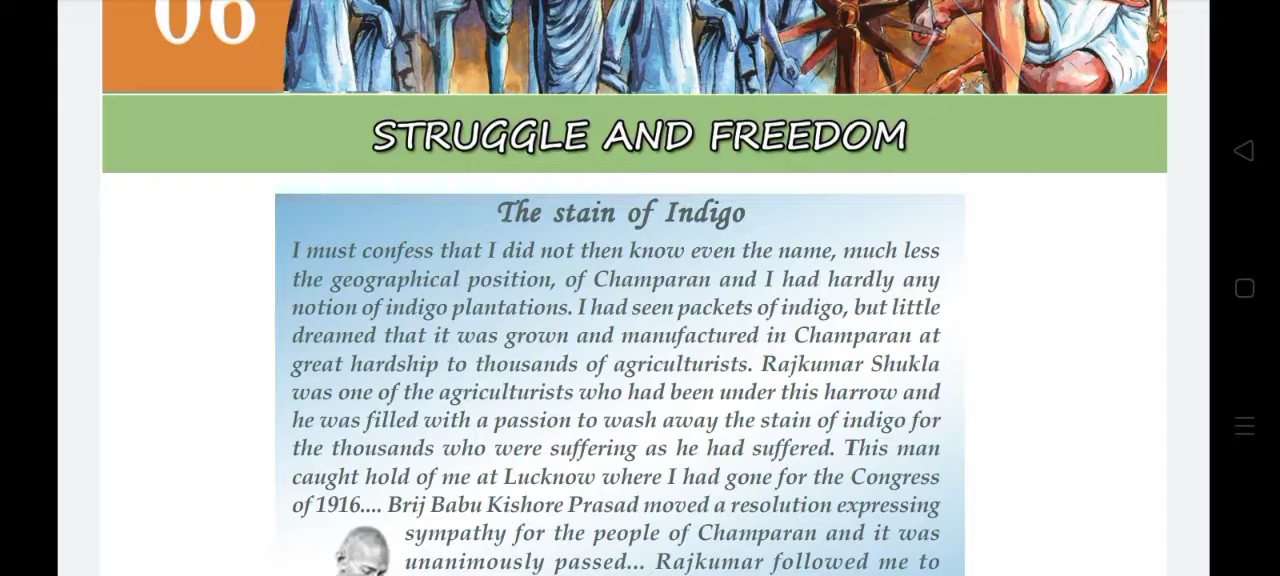 06
STRUGGLE AND FREEDOM
The stain of Indigo
I must confess that I did not then know even the name, much less
the geographical position, of Champaran and I had hardly any
notion of indigo plantations. I had seen packets of indigo, but little
dreamed that it was grown and manufactured in Champaran at
great hardship to thousands of agriculturists. Rajkumar Shukla
was one of the agriculturists who had been under this harrow and
he was filled with a passion to wash away the stain of indigo for
the thousands who were suffering as he had suffered. This man
caught hold of me at Lucknow where I had gone for the Congress
of 1916.... Brij Babu Kishore Prasad moved a resolution expressing
sympathy for the people of Champaran and it was
unanimously passed... Rajkumar followed me to